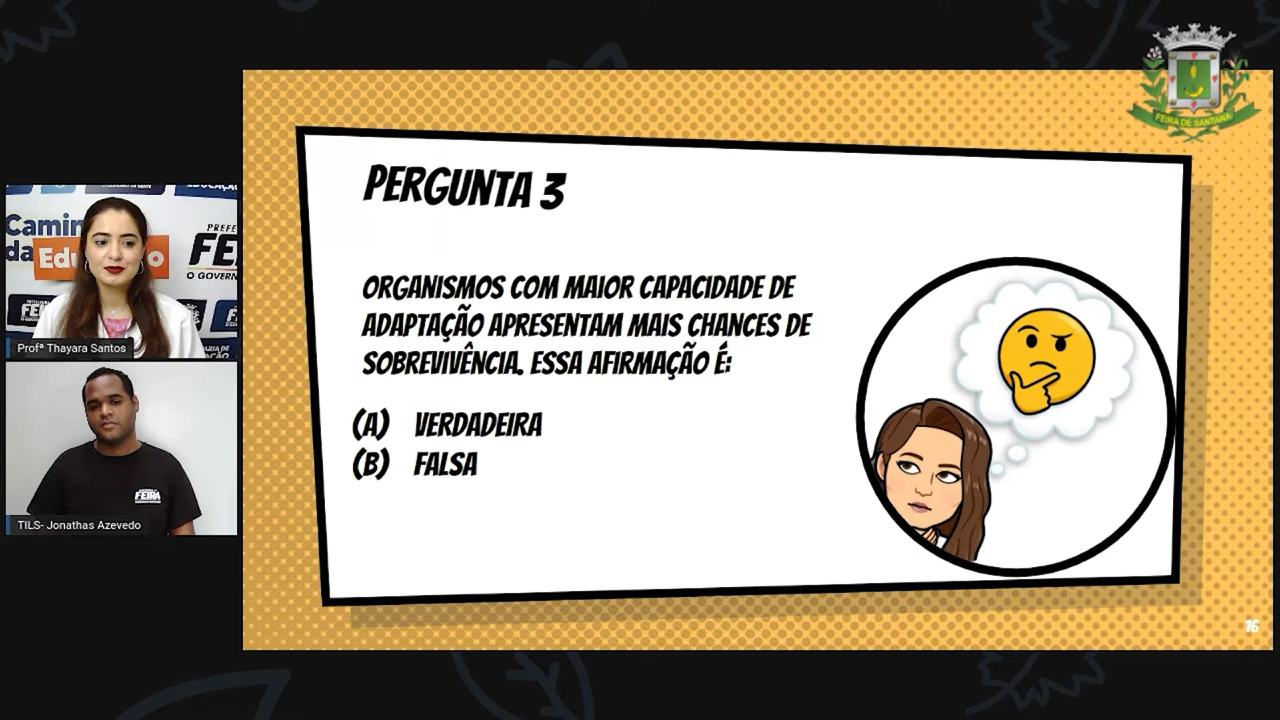 FEIRA DE SANTANA
PERGUNTA 3
ORGANISMOS COM MAIOR CAPACIDADE DE
ADAPTAÇÃO APRESENTAM MAIS CHANCES DE
SOBREVIVÊNCIA. ESSA AFIRMAÇÃO É:
(A) VERDADEIRA
(B) FALSA
Profª Thayara Santos
FEIRA
TILS- Jonathas Azevedo
16